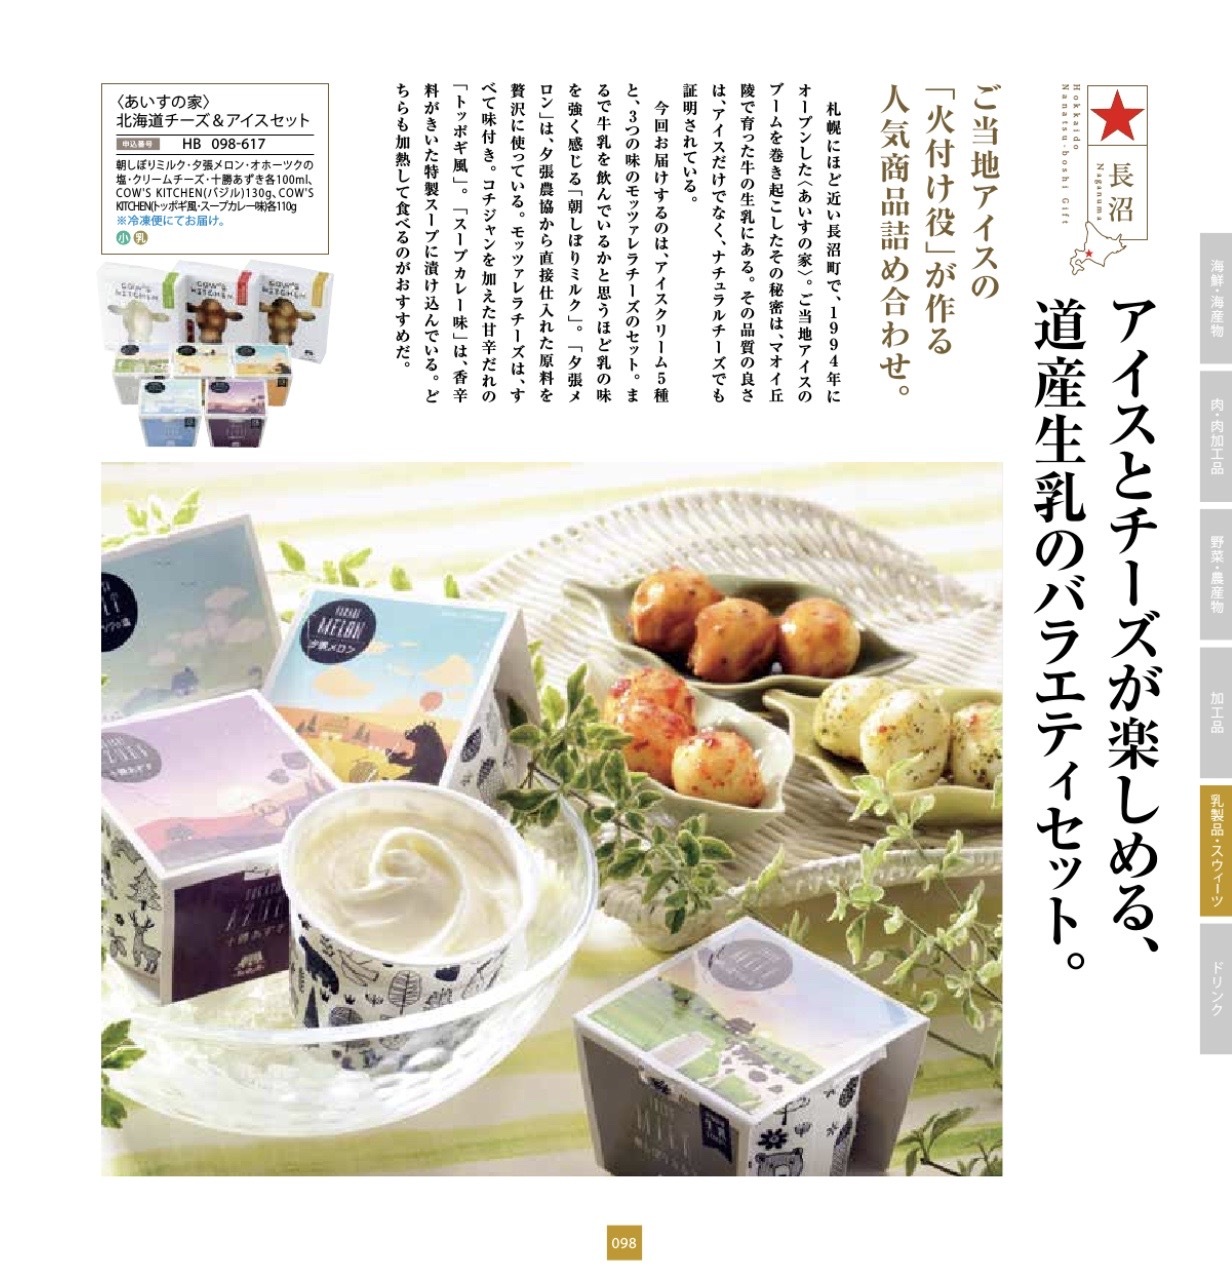 長沼
Naganuma
Hokkaido
Nanatsu-boshi Gift
アイスとチーズが楽しめる、
道産生乳のバラエティセット。
ご当地アイスの
「火付け役」が作る
人気商品詰め合わせ。
札幌にほど近い長沼町で、1994年に
オープンした〈あいすの家〉。ご当地アイスの
ブームを巻き起こしたその秘密は、マオイ丘
陵で育った牛の生乳にある。その品質の良さ
は、アイスだけでなく、ナチュラルチーズでも
証明されている。
今回お届けするのは、アイスクリーム5種
と、3つの味のモッツァレラチーズのセット。ま
るで牛乳を飲んでいるかと思うほど乳の味
を強く感じる「朝しぼりミルク」。「夕張メ
ロン」は、夕張農協から直接仕入れた原料を
贅沢に使っている。モッツァレラチーズは、す
べて味付き。コチジャンを加えた甘辛だれの
「トッポギ風」。「スープカレー味」は、香辛
料がきいた特製スープに漬け込んでいる。ど
ちらも加熱して食べるのがおすすめだ。
〈あいすの家〉
北海道チーズ＆アイスセット
申込番号 HB 098-617
朝しぼりミルク・夕張メロン・オホーツクの
塩・クリームチーズ・十勝あずき各100ml、
COW'S KITCHEN(バジル)130g、COW'S
KITCHEN(トッポギ風・スープカレー味)各110g
※冷凍便にてお届け。
小 乳
COW'S
KITCHEN
COW'S
KITCHEN
COW'S
KITCHEN
MELON
夕張メロン
十勝あずき
海鮮・海産物
肉・肉加工品
野菜・農産物
加工品
乳製品・スウィーツ
ドリンク
098